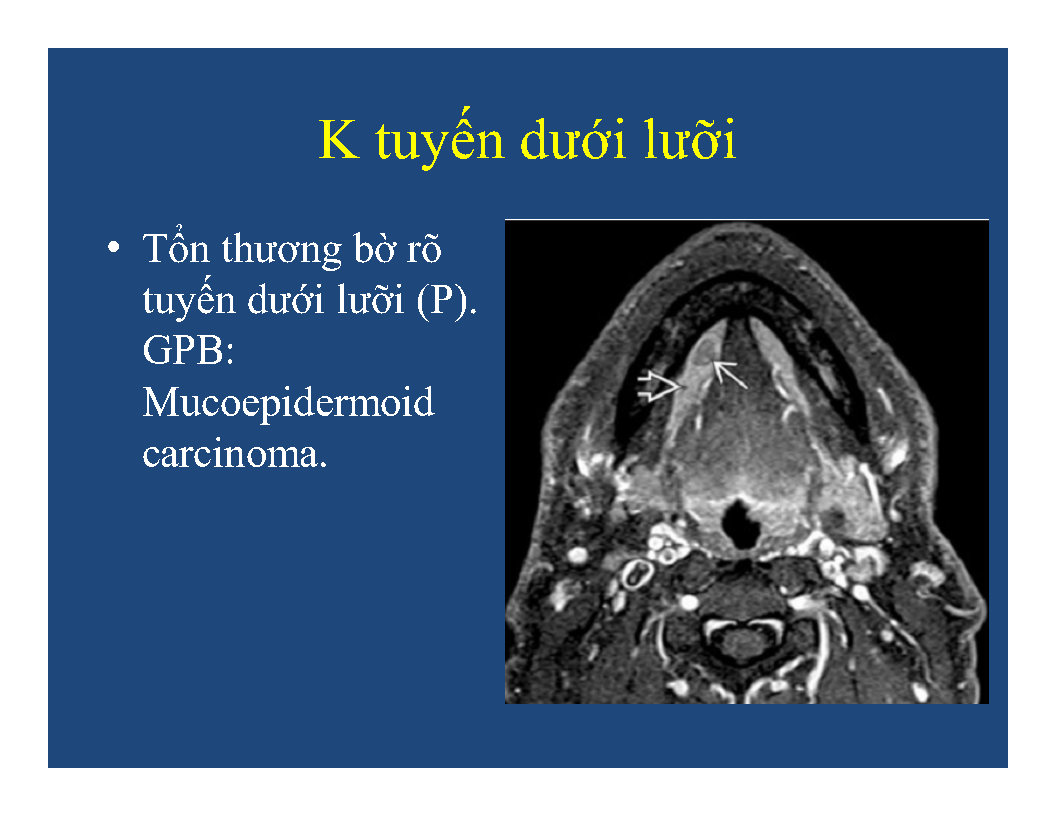 K tuyến dưới lưỡi
• Tổn thương bờ rõ
tuyến dưới lưỡi (P).
GPB:
Mucoepidermoid
carcinoma.